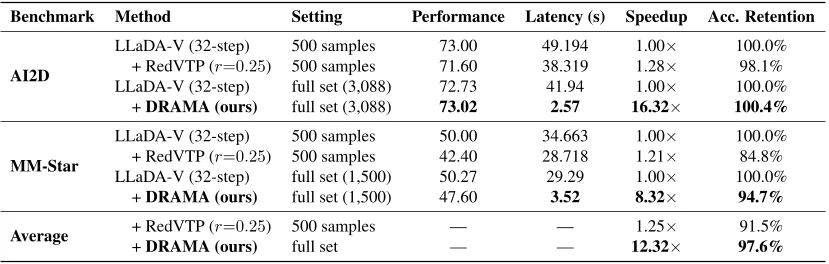 Benchmark Method Setting Performance Latency (s) Speedup Acc. Retention
AI2D
LLaDA-V (32-step) 500 samples 73.00 49.194 1.00× 100.0%
+ RedVTP (r=0.25) 500 samples 71.60 38.319 1.28× 98.1%
LLaDA-V (32-step) full set (3,088) 72.73 41.94 1.00× 100.0%
+ DRAMA (ours) full set (3,088) 73.02 2.57 16.32× 100.4%
MM-Star
LLaDA-V (32-step) 500 samples 50.00 34.663 1.00× 100.0%
+ RedVTP (r=0.25) 500 samples 42.40 28.718 1.21× 84.8%
LLaDA-V (32-step) full set (1,500) 50.27 29.29 1.00× 100.0%
+ DRAMA (ours) full set (1,500) 47.60 3.52 8.32× 94.7%
Average
+ RedVTP (r=0.25) 500 samples — — 1.25× 91.5%
+ DRAMA (ours) full set — — 12.32× 97.6%